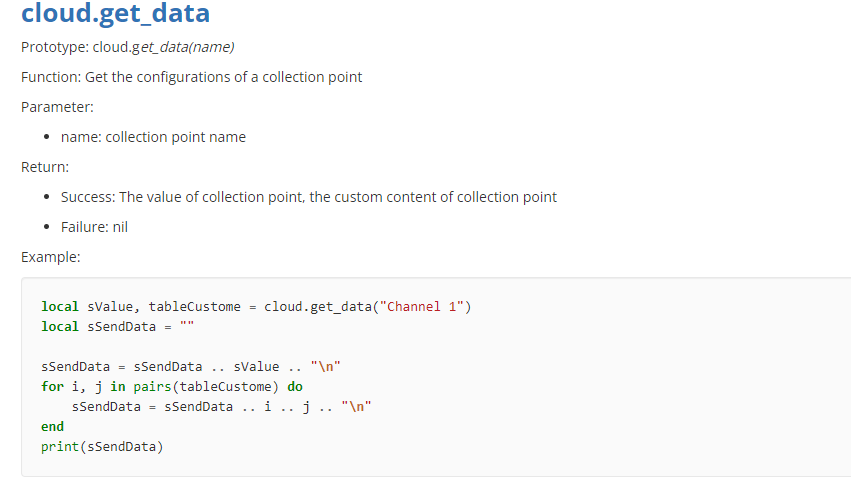 cloud.get_data
Prototype: cloud.get_data(name)
Function: Get the configurations of a collection point
Parameter:
• name: collection point name
Return:
• Success: The value of collection point, the custom content of collection point
• Failure: nil
Example:
local sValue, tableCustome = cloud.get_data("Channel 1")
local sSendData = ""
sSendData = sSendData .. sValue .. "\n"
for i, j in pairs(tableCustome) do
    sSendData = sSendData .. i .. j .. "\n"
end
print(sSendData)